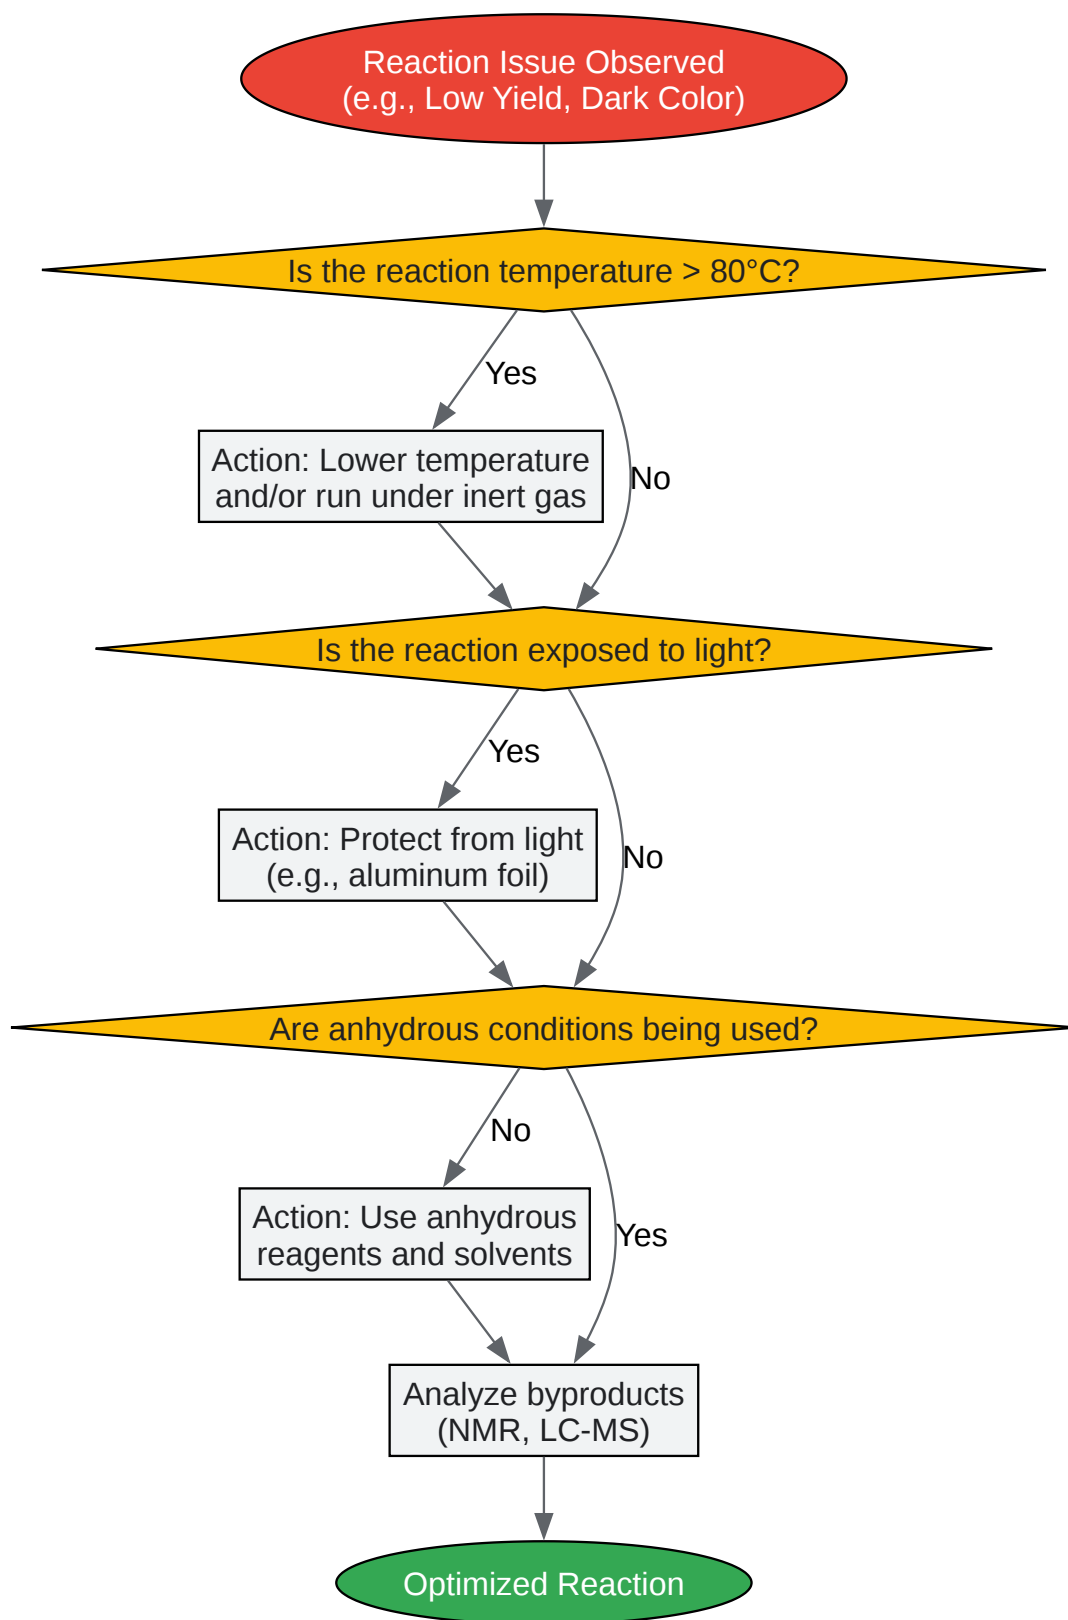 Reaction Issue Observed
(e.g., Low Yield, Dark Color)
Is the reaction temperature > 80°C?
Yes
Action: Lower temperature
and/or run under inert gas
No
Is the reaction exposed to light?
Yes
Action: Protect from light
(e.g., aluminum foil)
No
Are anhydrous conditions being used?
No
Action: Use anhydrous
reagents and solvents
Yes
Analyze byproducts
(NMR, LC-MS)
Optimized Reaction